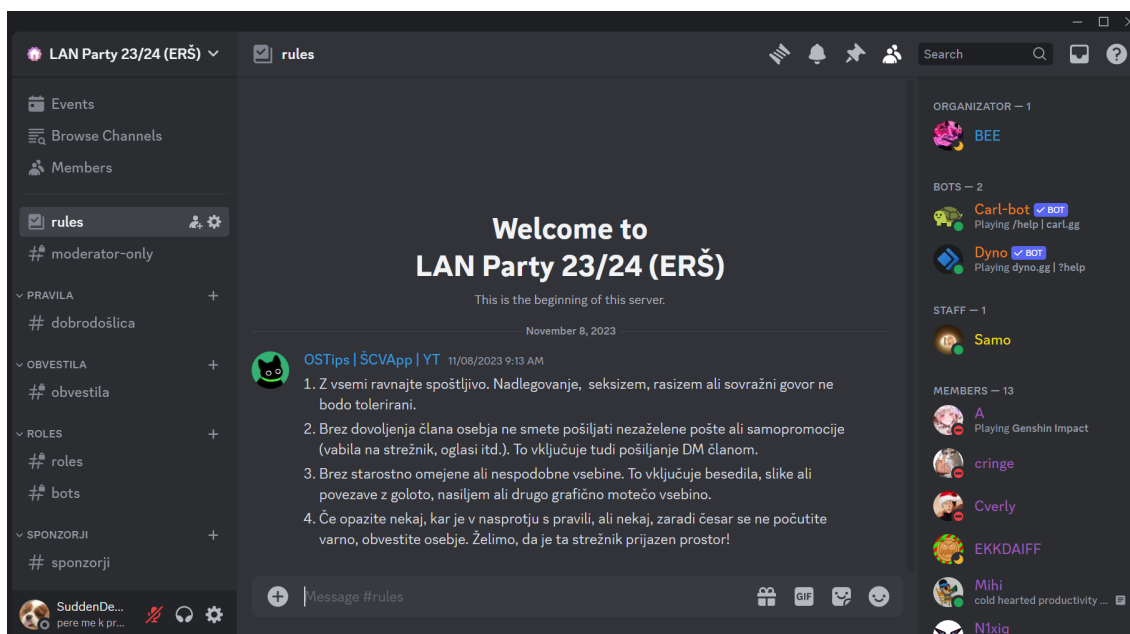 LAN Party 23/24 (ERŠ)
rules
Search
Events
Browse Channels
Members
rules
moderator-only
PRAVILA
dobrodošlica
OBVESTILA
obvestila
ROLES
roles
bots
SPONZORJI
sponzorji
SuddenDe...
pere me k pr...
Welcome to
LAN Party 23/24 (ERŠ)
This is the beginning of this server.
November 8, 2023
OSTips | ŠCVApp | YT 11/08/2023 9:13 AM
1. Z vsemi ravnajte spoštljivo. Nadlegovanje, seksizem, rasizem ali sovražni govor ne
bodo tolerirani.
2. Brez dovoljenja člana osebja ne smete pošiljati nezaželene pošte ali samopromocije
(vabila na strežnik, oglasi itd.). To vključuje tudi pošiljanje DM članom.
3. Brez starostno omejene ali nespodobne vsebine. To vključuje besedila, slike ali
povezave z goloto, nasiljem ali drugo grafično motečo vsebino.
4. Če opazite nekaj, kar je v nasprotju s pravili, ali nekaj, zaradi česar se ne počutite
varno, obvestite osebje. Želimo, da je ta strežnik prijazen prostor!
Message #rules
GIF
ORGANIZATOR — 1
BEE
BOTS — 2
Carl-bot BOT
Playing /help | carl.gg
Dyno BOT
Playing dyno.gg | ?help
STAFF — 1
Samo
MEMBERS — 13
A
Playing Genshin Impact
cringe
Cverly
EKKDAIFF
Mihi
cold hearted productivity ...
N1xig